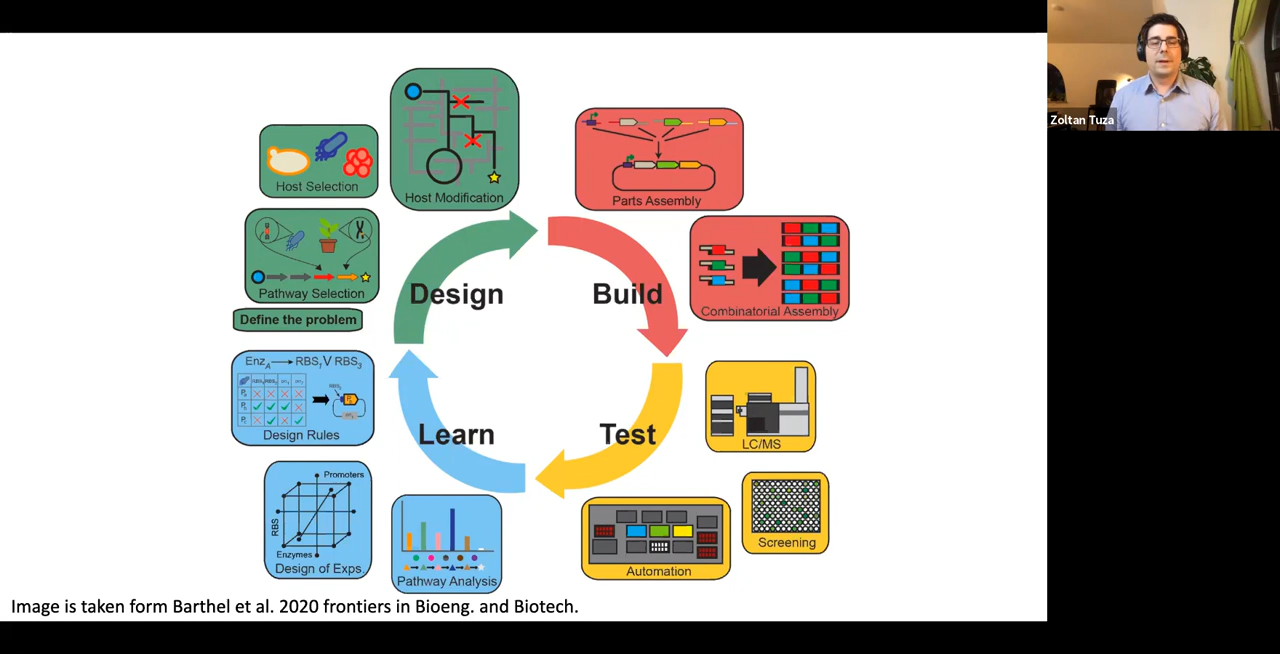 Zoltan Tuza
Host Selection
Host Modification
Pathway Selection
Define the problem
Design
Parts Assembly
Combinatorial Assembly
Build
LC/MS
Screening
Automation
Test
Learn
Enz_A → RBS₁ V RBS₃
Design Rules
Promoters
RBS
Enzymes
Design of Exps.
Pathway Analysis
Image is taken form Barthel et al. 2020 frontiers in Bioeng. and Biotech.